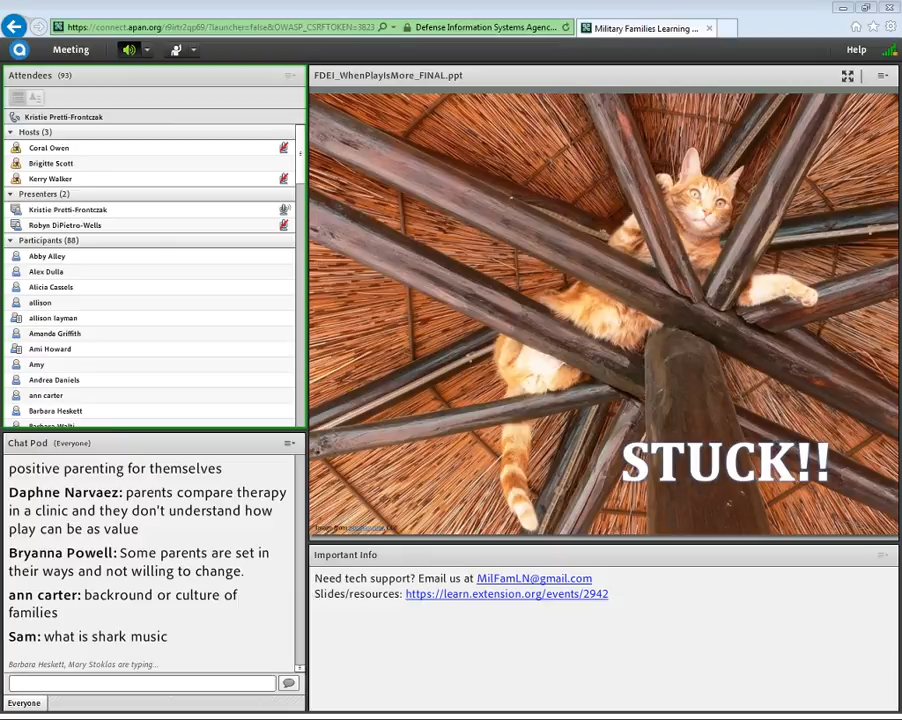 https://connect.apan.org/r9irtr2qp69/?launcher=false&OWASP_CSRFTOKEN=3823
Defense Information Systems Agenc...
Military Families Learning ...
Meeting
Help
Attendees (93)
Kristie Pretti-Frontczak
Hosts (3)
Coral Owen
Brigitte Scott
Kerry Walker
Presenters (2)
Kristie Pretti-Frontczak
Robyn DiPietro-Wells
Participants (88)
Abby Alley
Alex Dulla
Alicia Cassels
allison
allison layman
Amanda Griffith
Ami Howard
Amy
Andrea Daniels
ann carter
Barbara Heskett
FDEI_WhenPlayIsMore_FINAL.ppt
STUCK!!
Chat Pod (Everyone)
positive parenting for themselves
Daphne Narvaez: parents compare therapy
in a clinic and they don't understand how
play can be as value
Bryanna Powell: Some parents are set in
their ways and not willing to change.
ann carter: backround or culture of
families
Sam: what is shark music
Barbara Heskett, Mary Stoklas are typing...
Everyone
Important Info
Need tech support? Email us at MilFamLN@gmail.com
Slides/resources: https://learn.extension.org/events/2942